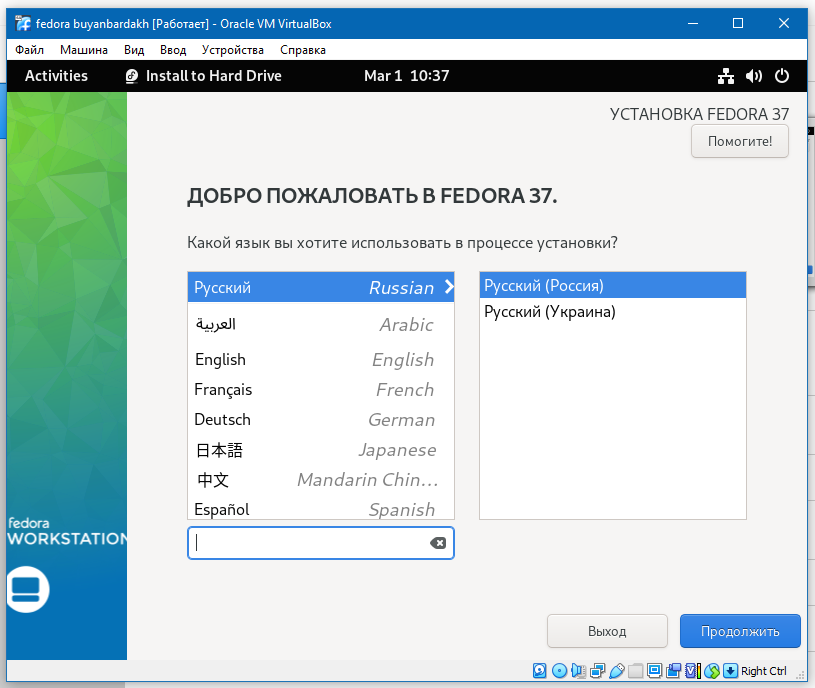 fedora buyanbardakh [Работает] - Oracle VM VirtualBox
Файл Машина Вид Ввод Устройства Справка
Activities Install to Hard Drive Mar 1 10:37
УСТАНОВКА FEDORA 37
Помогите!
ДОБРО ПОЖАЛОВАТЬ В FEDORA 37.
Какой язык вы хотите использовать в процессе установки?
Русский Russian
العربية Arabic
English English
Français French
Deutsch German
日本語 Japanese
中文 Mandarin Chin...
Español Spanish
Русский (Россия)
Русский (Украина)
fedora
WORKSTATION
Выход Продолжить
Right Ctrl